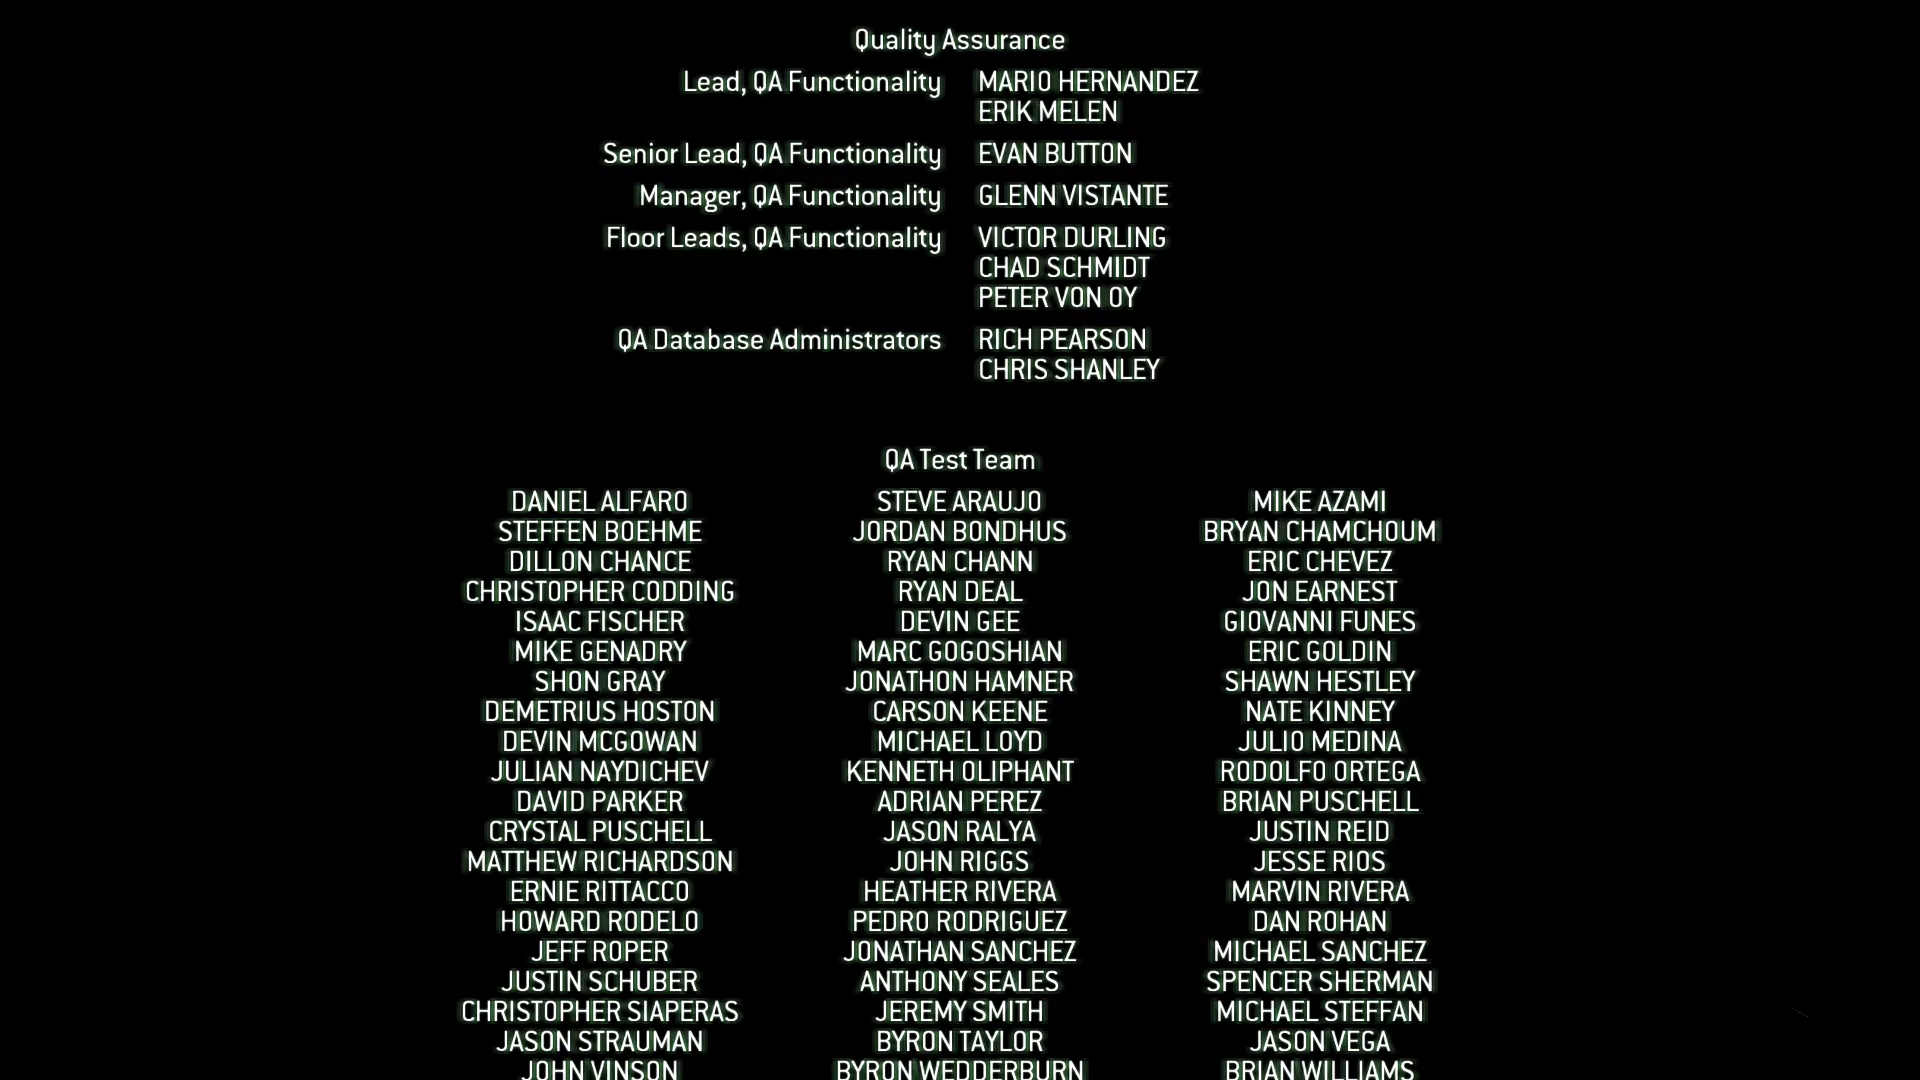 Quality Assurance
Lead, QA Functionality MARIO HERNANDEZ
ERIK MELEN
Senior Lead, QA Functionality EVAN BUTTON
Manager, QA Functionality GLENN VISTANTE
Floor Leads, QA Functionality VICTOR DURLING
CHAD SCHMIDT
PETER VON OY
QA Database Administrators RICH PEARSON
CHRIS SHANLEY
QA Test Team
DANIEL ALFARO STEVE ARAUJO MIKE AZAMI
STEFFEN BOEHME JORDAN BONDHUS BRYAN CHAMCHOUM
DILLON CHANCE RYAN CHANN ERIC CHEVEZ
CHRISTOPHER CODDING RYAN DEAL JON EARNEST
ISAAC FISCHER DEVIN GEE GIOVANNI FUNES
MIKE GENADRY MARC GOGOSHIAN ERIC GOLDIN
SHON GRAY JONATHON HAMNER SHAWN HESTLEY
DEMETRIUS HOSTON CARSON KEENE NATE KINNEY
DEVIN MCGOWAN MICHAEL LOYD JULIO MEDINA
JULIAN NAYDICHEV KENNETH OLIPHANT RODOLFO ORTEGA
DAVID PARKER ADRIAN PEREZ BRIAN PUSCHELL
CRYSTAL PUSCHELL JASON RALYA JUSTIN REID
MATTHEW RICHARDSON JOHN RIGGS JESSE RIOS
ERNIE RITTACCO HEATHER RIVERA MARVIN RIVERA
HOWARD RODELO PEDRO RODRIGUEZ DAN ROHAN
JEFF ROPER JONATHAN SANCHEZ MICHAEL SANCHEZ
JUSTIN SCHUBER ANTHONY SEALES SPENCER SHERMAN
CHRISTOPHER SIAPERAS JEREMY SMITH MICHAEL STEFFAN
JASON STRAUMAN BYRON TAYLOR JASON VEGA
JOHN VINSON BYRON WEDDERBURN BRIAN WILLIAMS